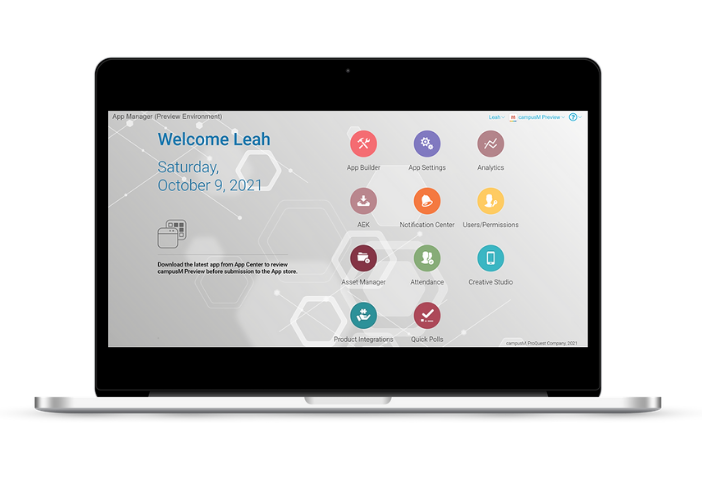 App Manager (Preview Environment)
Leah
campusM Preview
?
Welcome Leah
Saturday,
October 9, 2021
Download the latest app from App Center to review
campusM Preview before submission to the App store.
App Builder
App Settings
Analytics
AEK
Notification Center
Users/Permissions
Asset Manager
Attendance
Creative Studio
Product Integrations
Quick Polls
campusM ProQuest Company, 2021